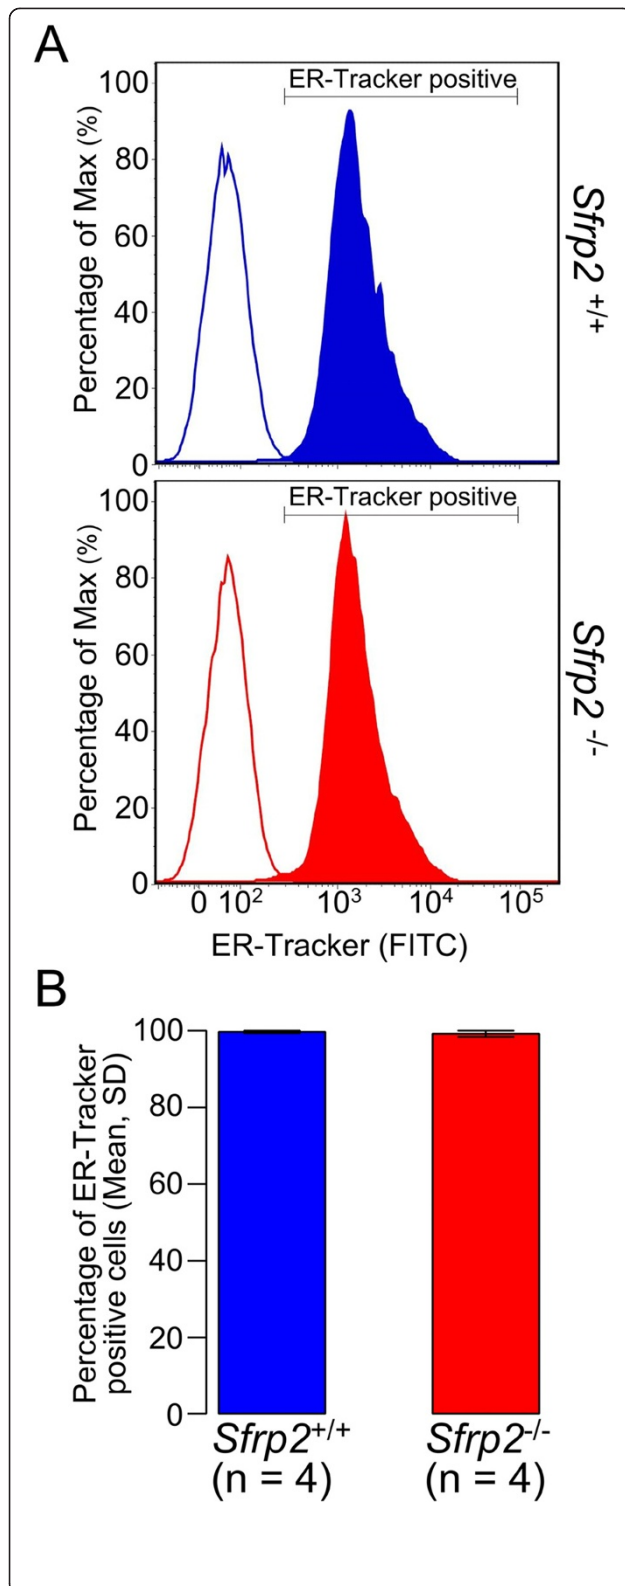 A
ER-Tracker positive
100
80
60
40
20
0
Percentage of Max (%)
Sfrp2 +/+
ER-Tracker positive
100
80
60
40
20
0
Percentage of Max (%)
Sfrp2 -/-
0 10² 10³ 10⁴ 10⁵
ER-Tracker (FITC)
B
100
80
60
40
20
0
Percentage of ER-Tracker
positive cells (Mean, SD)
Sfrp2+/+ Sfrp2-/-
(n = 4) (n = 4)